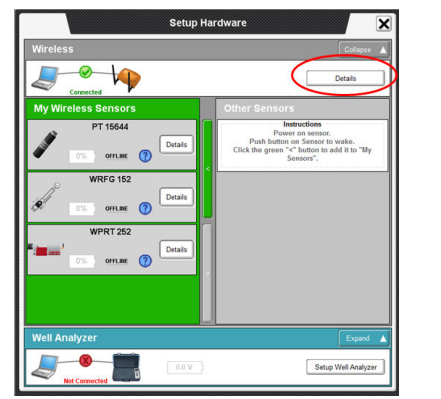 Setup Hardware
Wireless
Collapse
Connected
Details
My Wireless Sensors
PT 15644
0%
OFFLINE
?
Details
WRFG 152
0%
OFFLINE
?
Details
WPRT 252
0%
OFFLINE
?
Details
<
Other Sensors
Instructions
Power on sensor.
Push button on Sensor to wake.
Click the green "<" button to add it to "My
Sensors".
Well Analyzer
Expand
Not Connected
0.0 V
Setup Well Analyzer